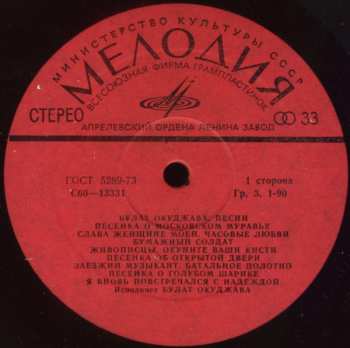 МИНИСТЕРСТВО КУЛЬТУРЫ СССР
МЕЛОДИЯ
ВСЕСОЮЗНАЯ ФИРМА ГРАМПЛАСТИНОК
СТЕРЕО
33
АПРЕЛЕВСКИЙ ОРДЕНА ЛЕНИНА ЗАВОД
ГОСТ 5289-73
1 сторона
С60—13331
Гр. 3. 1-90
БУЛАТ ОКУДЖАВА. ПЕСНИ
ПЕСЕНКА О МОСКОВСКОМ МУРАВЬЕ
СЛАВА ЖЕНЩИНЕ МОЕЙ. ЧАСОВЫЕ ЛЮБВИ
БУМАЖНЫЙ СОЛДАТ
ЖИВОПИСЦЫ, ОКУНИТЕ ВАШИ КИСТИ
ПЕСЕНКА ОБ ОТКРЫТОЙ ДВЕРИ
ЗАЕЗЖИЙ МУЗЫКАНТ. БАТАЛЬНОЕ ПОЛОТНО
ПЕСЕНКА О ГОЛУБОМ ШАРИКЕ
Я ВНОВЬ ПОВСТРЕЧАЛСЯ С НАДЕЖДОЙ
Исполняет БУЛАТ ОКУДЖАВА